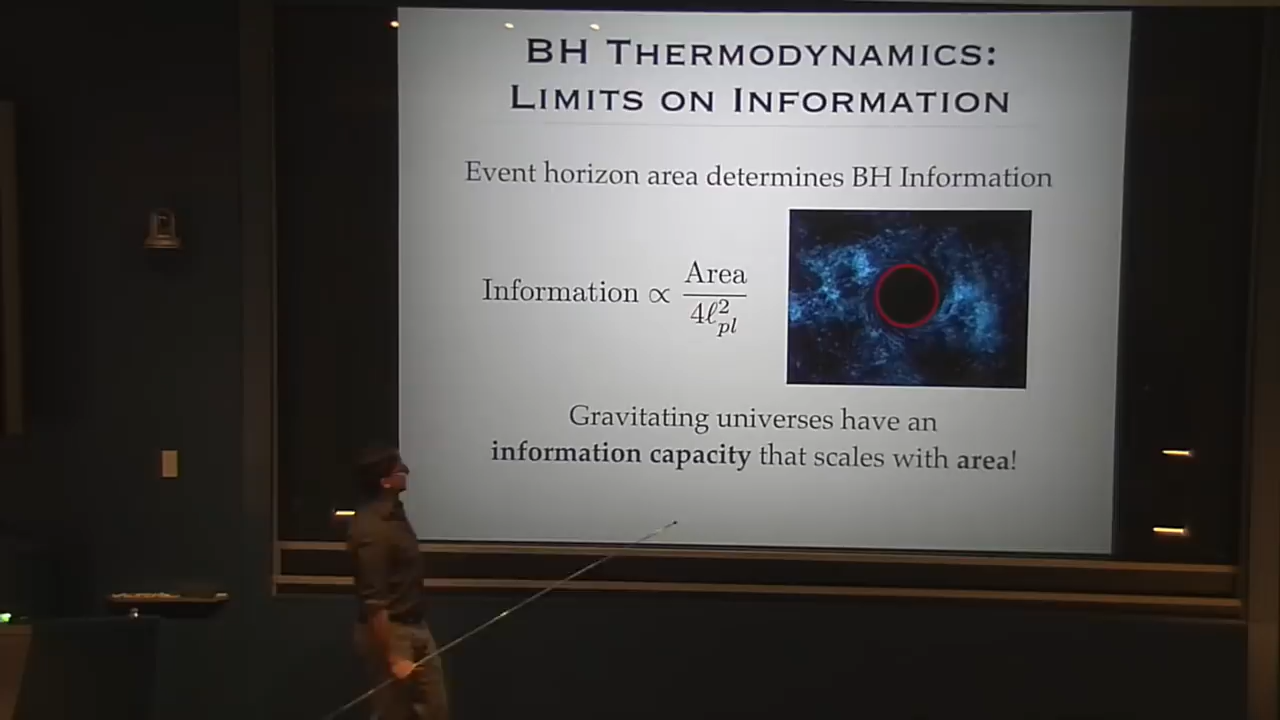 BH THERMODYNAMICS:
LIMITS ON INFORMATION
Event horizon area determines BH Information
Information ∝ Area / 4ℓ²ₚₗ
Gravitating universes have an
information capacity that scales with area!